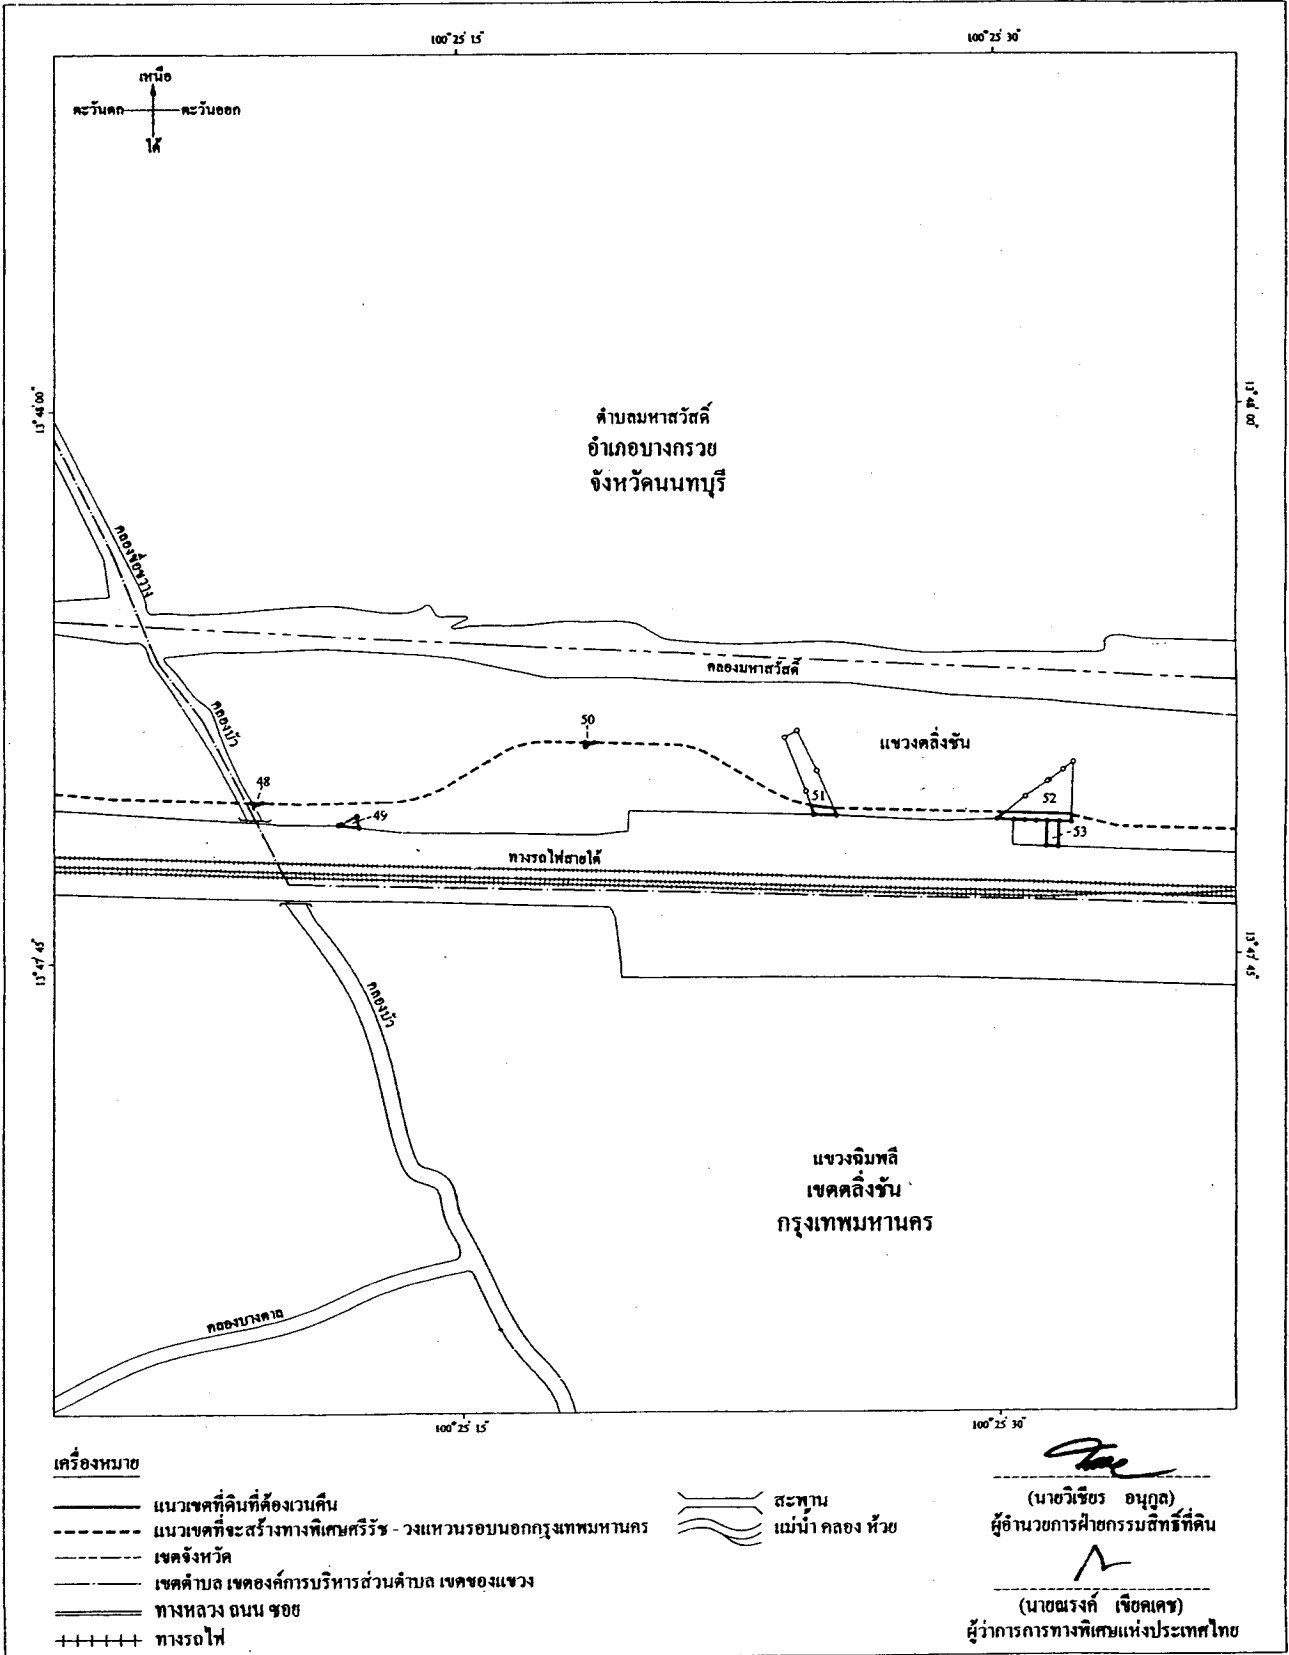 100° 25' 15"
100° 25' 30"
เหนือ
ตะวันตก
ตะวันออก
ใต้
13° 48' 00"
13° 48' 00"
ตำบลมหาสวัสดิ์
อำเภอบางกรวย
จังหวัดนนทบุรี
คลองขื่อขวาง
คลองมหาสวัสดิ์
คลองบัว
50
แขวงตลิ่งชัน
48
49
51
52
53
ทางรถไฟสายใต้
13° 47' 45"
13° 47' 45"
คลองบัว
แขวงฉิมพลี
เขตตลิ่งชัน
กรุงเทพมหานคร
คลองบางตาล
100° 25' 15"
100° 25' 30"
เครื่องหมาย
แนวเขตที่ดินที่ต้องเวนคืน
แนวเขตที่จะสร้างทางพิเศษศรีรัช - วงแหวนรอบนอกกรุงเทพมหานคร
เขตจังหวัด
เขตตำบล เขตองค์การบริหารส่วนตำบล เขตของแขวง
ทางหลวง ถนน ซอย
ทางรถไฟ
สะพาน
แม่น้ำ คลอง ห้วย
(นายวิเชียร อนุกูล)
ผู้อำนวยการฝ่ายกรรมสิทธิ์ที่ดิน
(นายณรงค์ เขียดเดช)
ผู้ว่าการการทางพิเศษแห่งประเทศไทย